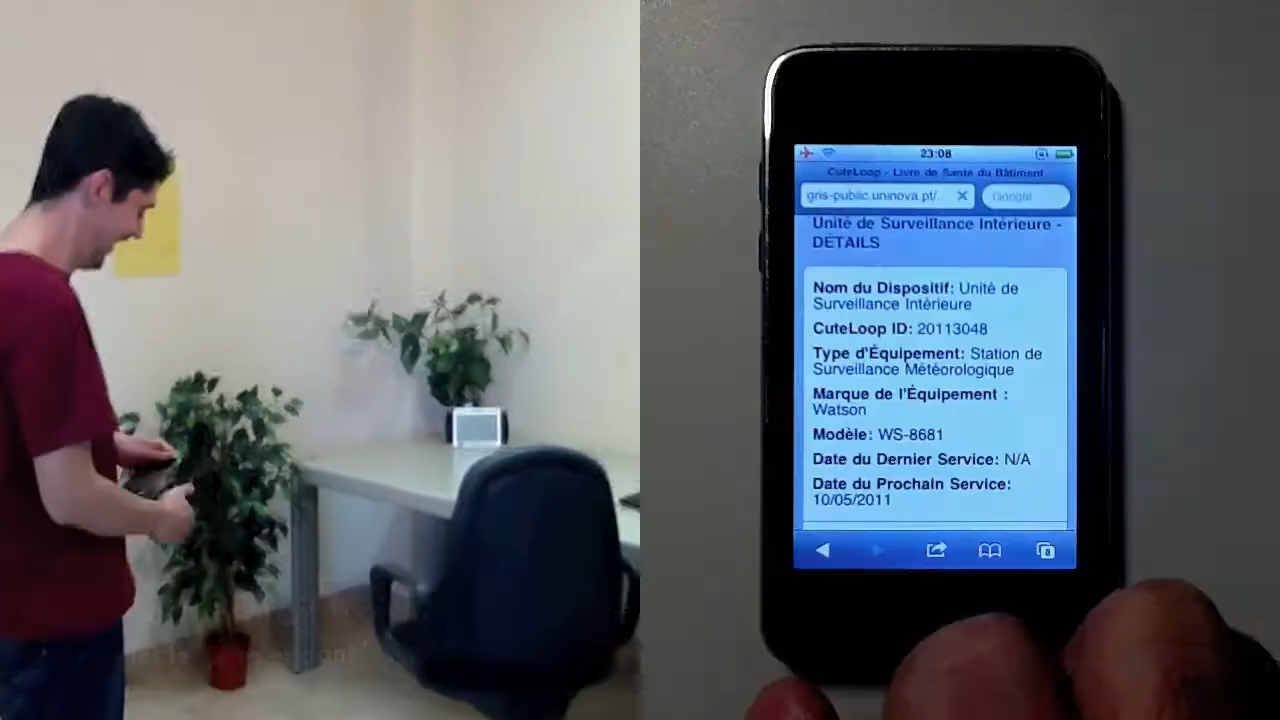 23:08
CuteLoop - Livre de Santé du Bâtiment
gris-public.uninova.pt/...
Google
Unité de Surveillance Intérieure -
DÉTAILS
Nom du Dispositif: Unité de
Surveillance Intérieure
CuteLoop ID: 20113048
Type d'Équipement: Station de
Surveillance Météorologique
Marque de l'Équipement :
Watson
Modèle: WS-8681
Date du Dernier Service: N/A
Date du Prochain Service:
10/05/2011
8